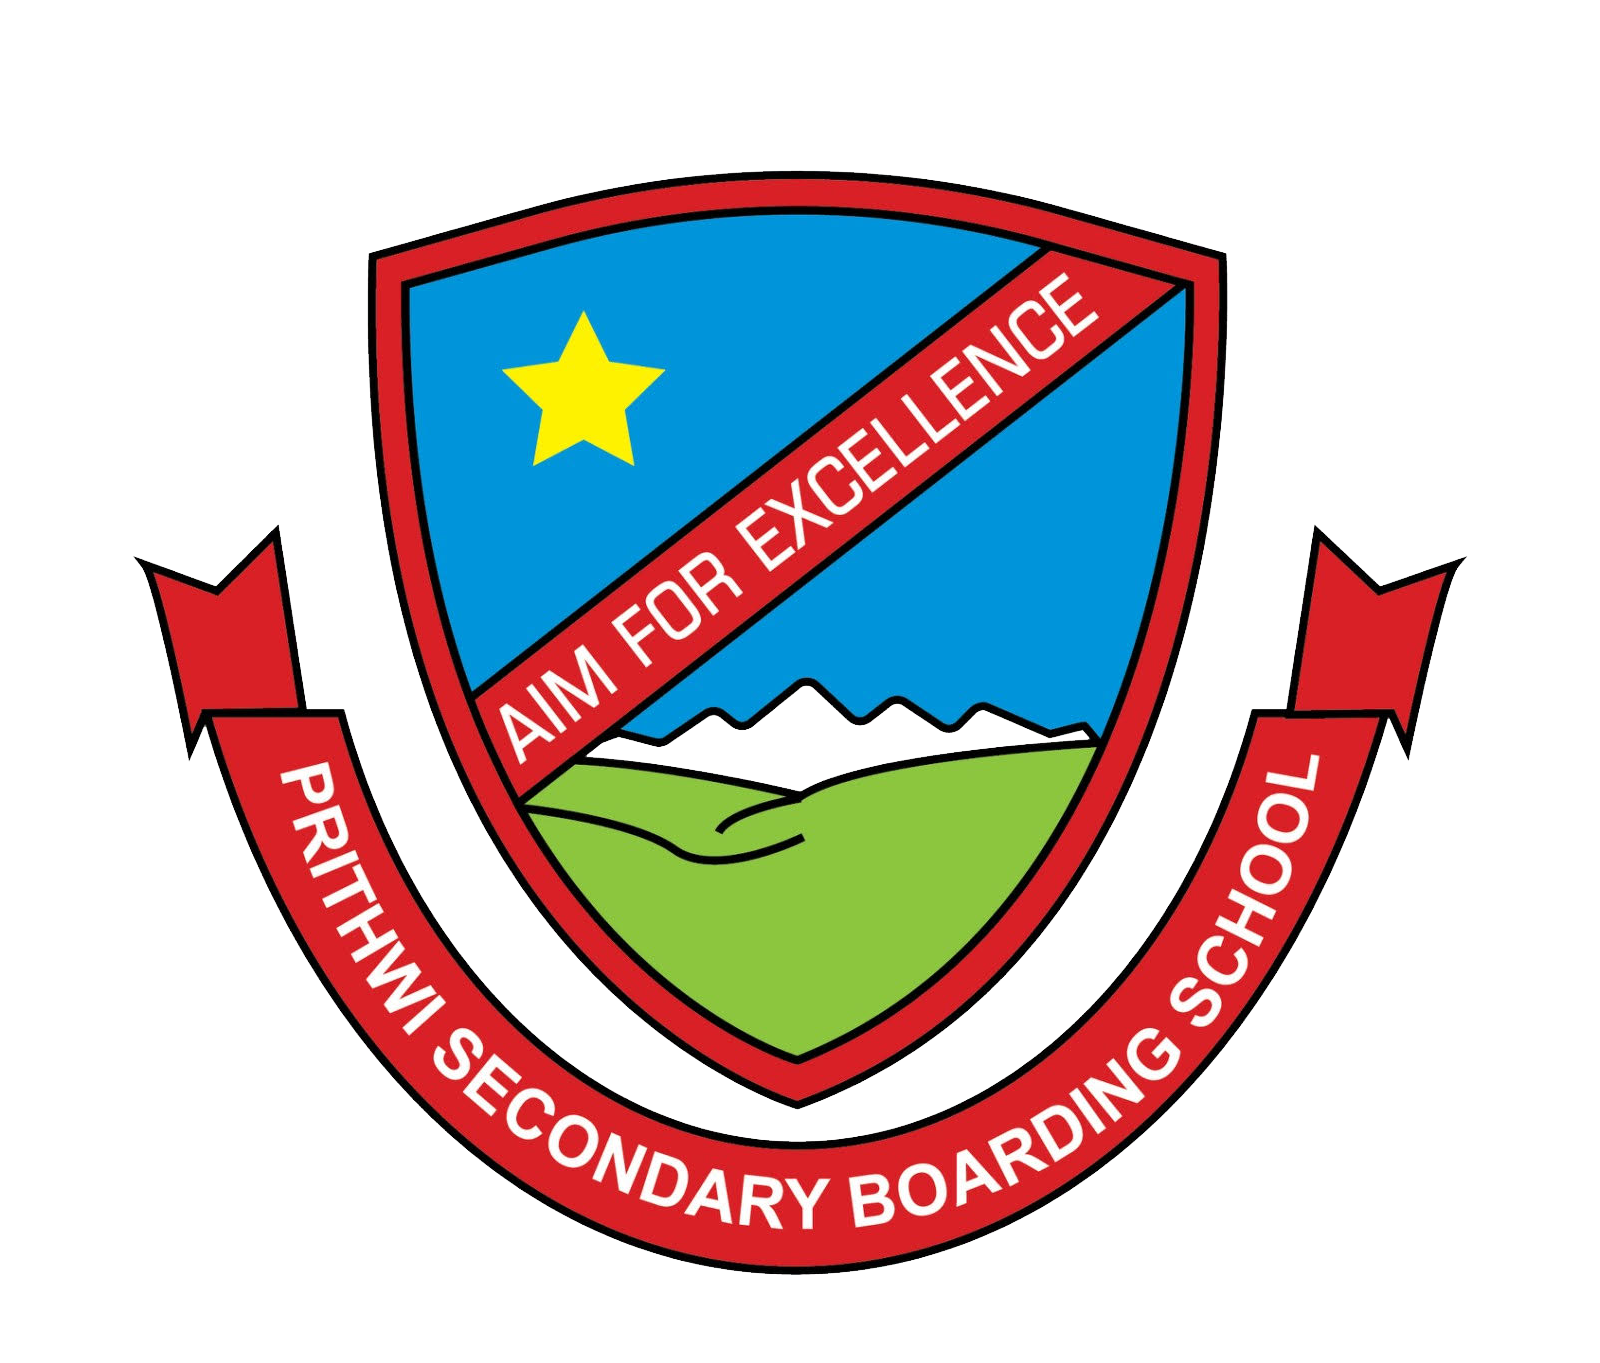 AIM FOR EXCELLENCE
PRITHWI SECONDARY BOARDING SCHOOL